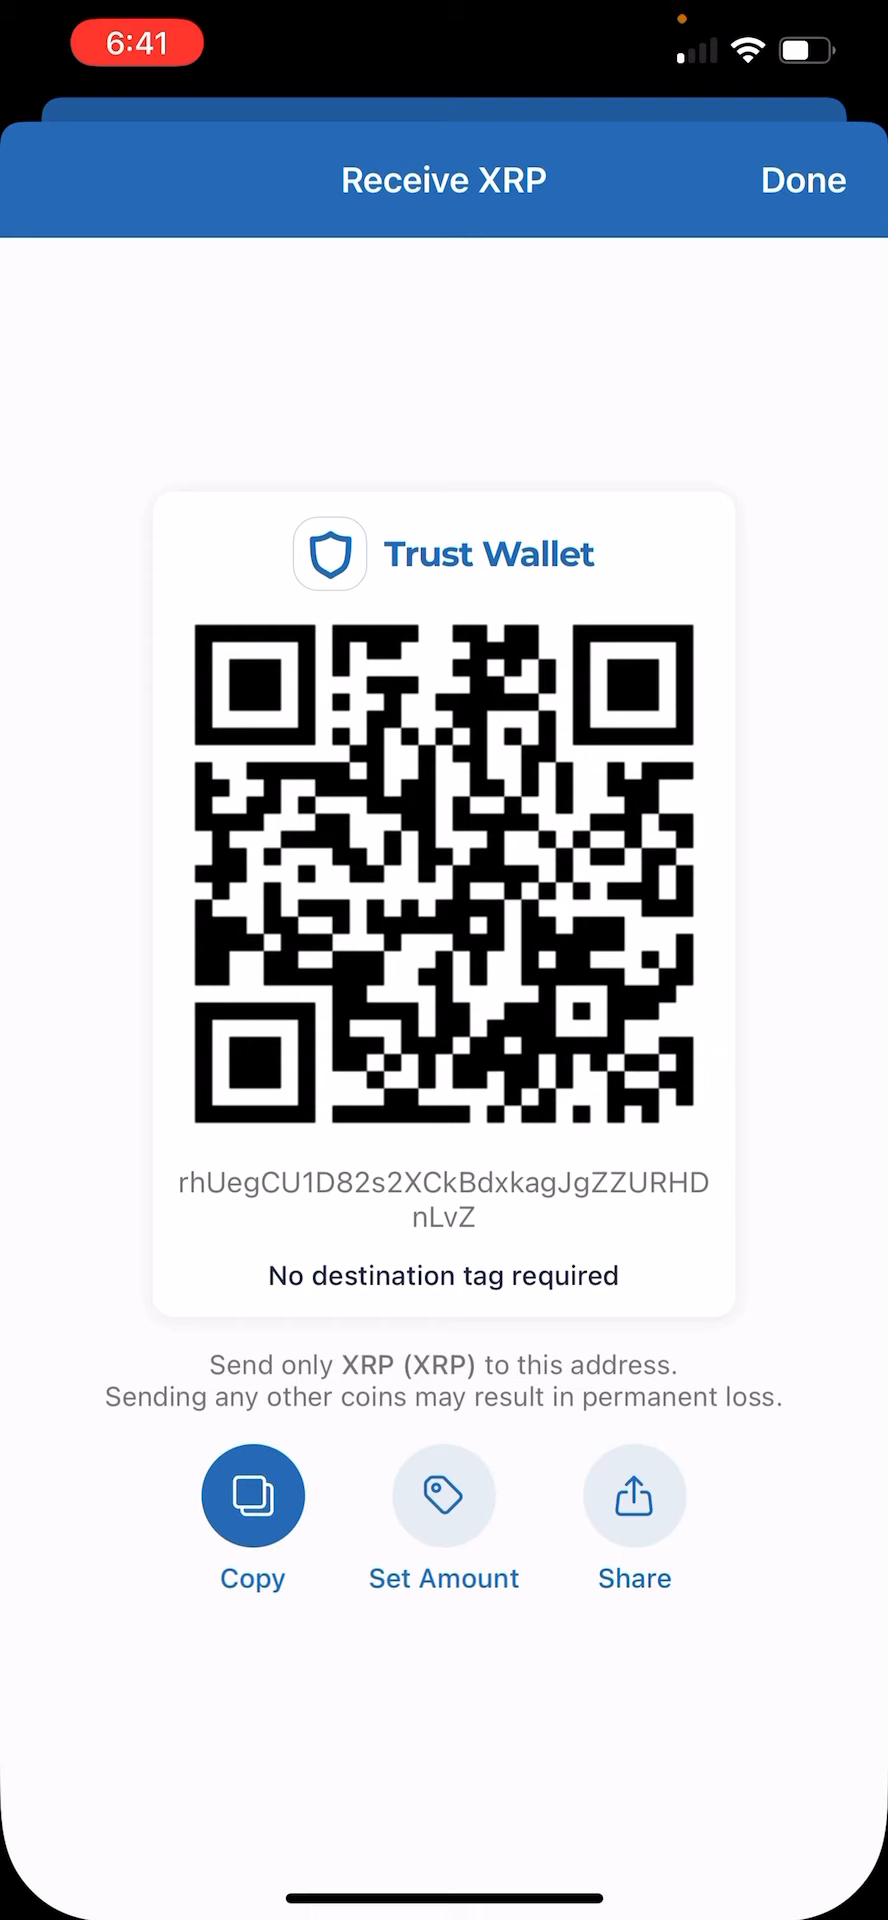 6:41
Receive XRP
Done
Trust Wallet
rhUegCU1D82s2XCkBdxkagJgZZURHD
nLvZ
No destination tag required
Send only XRP (XRP) to this address.
Sending any other coins may result in permanent loss.
Copy
Set Amount
Share